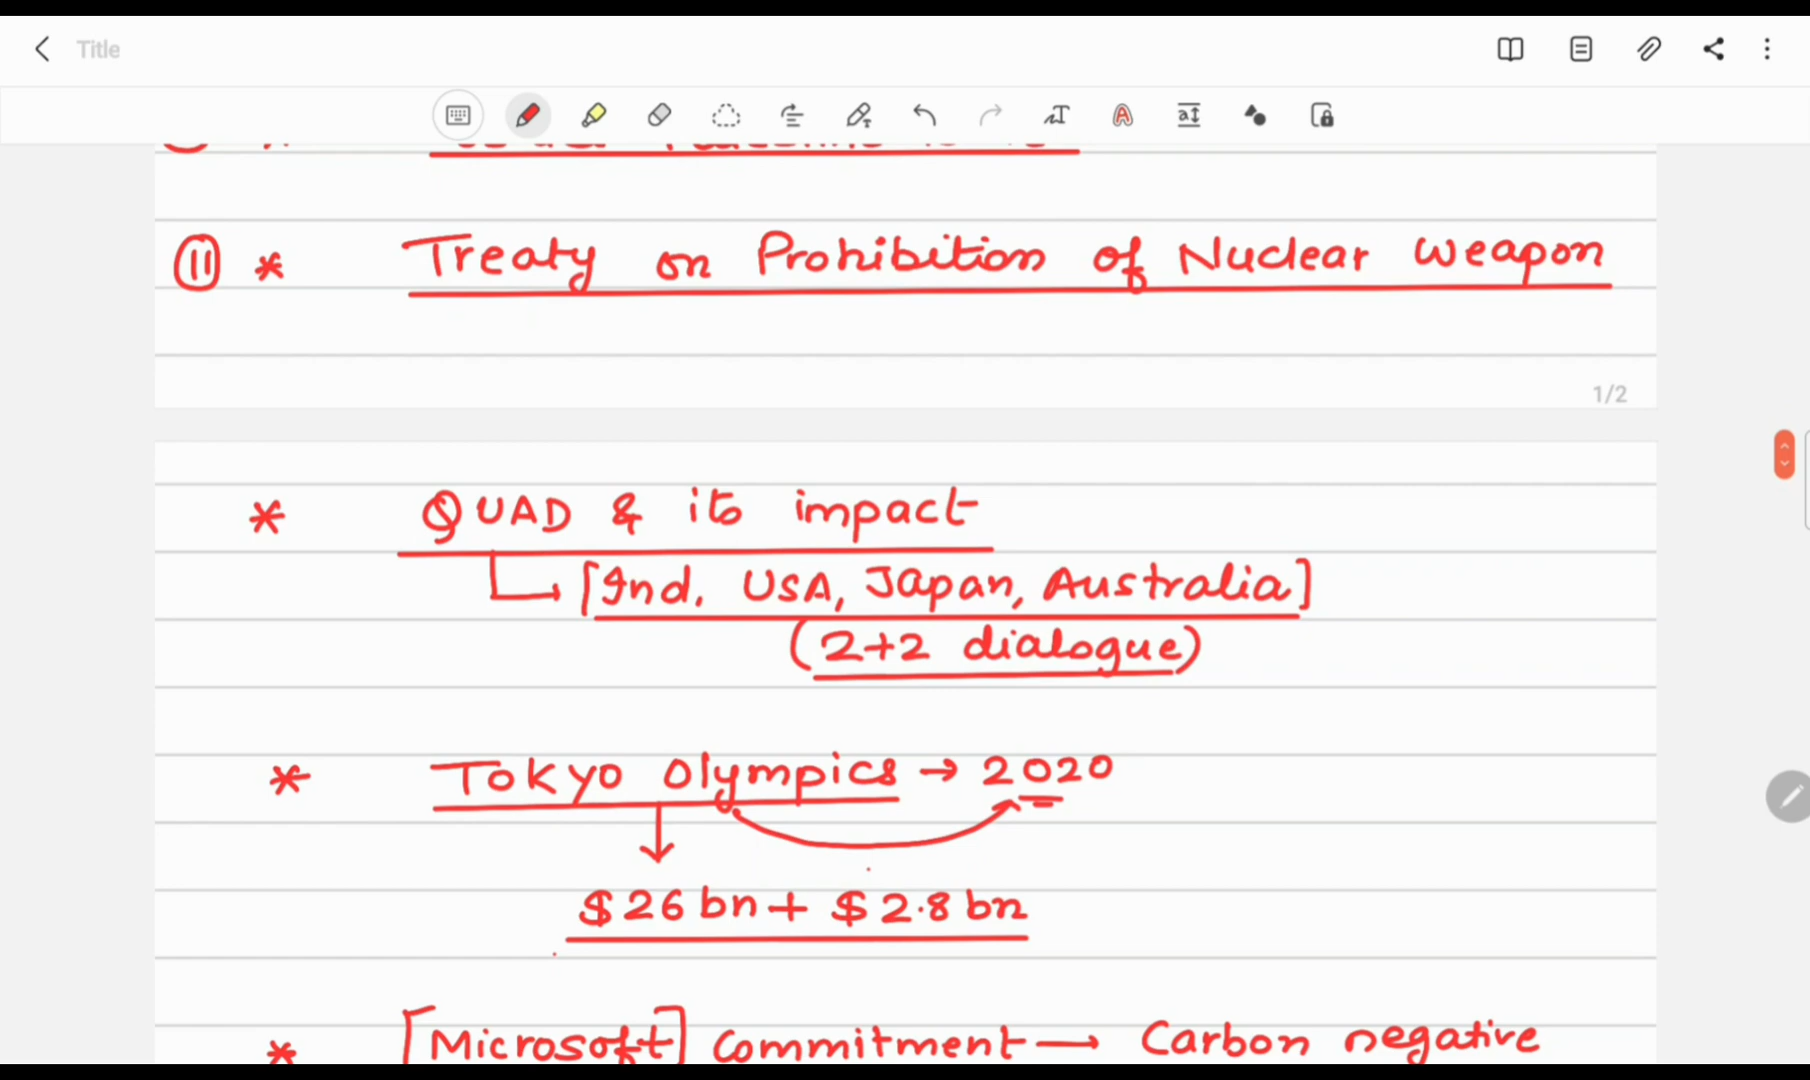 Title
⑪ * Treaty on Prohibition of Nuclear weapon
1/2
* QUAD & its impact
[Ind, USA, Japan, Australia]
(2+2 dialogue)
* Tokyo Olympics → 2020
$26 bn + $2.8 bn
* [Microsoft] Commitment → Carbon negative